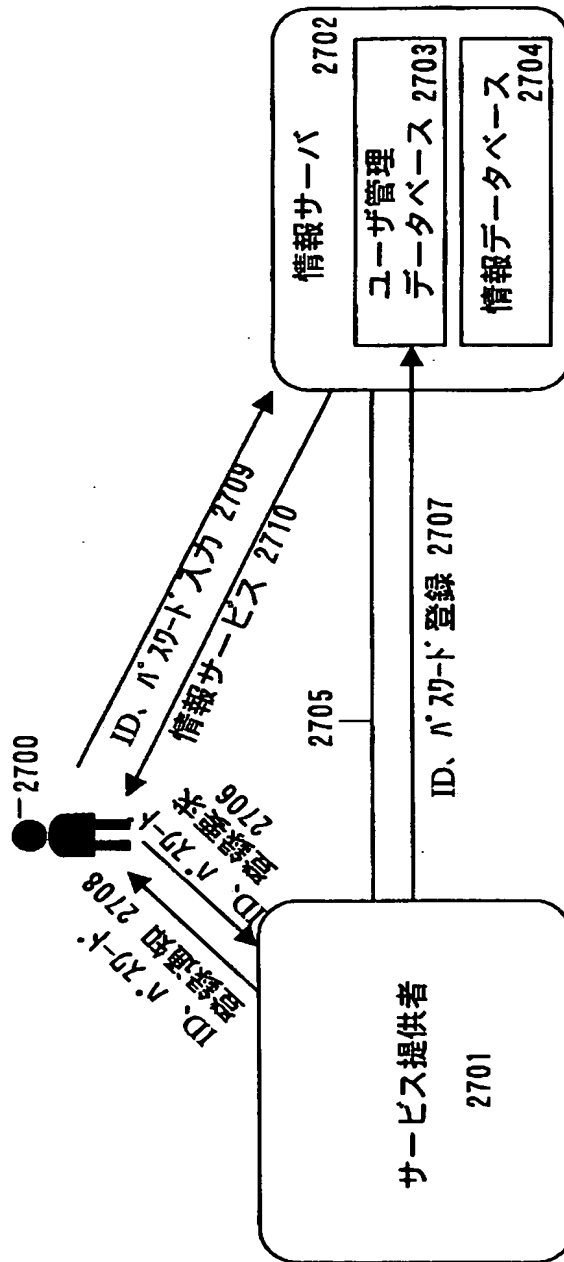 2700
ID、パスワード入力 2709
情報サービス 2710
ID、パスワード
登録要求
2706
ID、パスワード
登録通知 2708
情報サーバ
2702
ユーザ管理
データベース 2703
情報データベース
2704
2705
ID、パスワード登録 2707
サービス提供者
2701